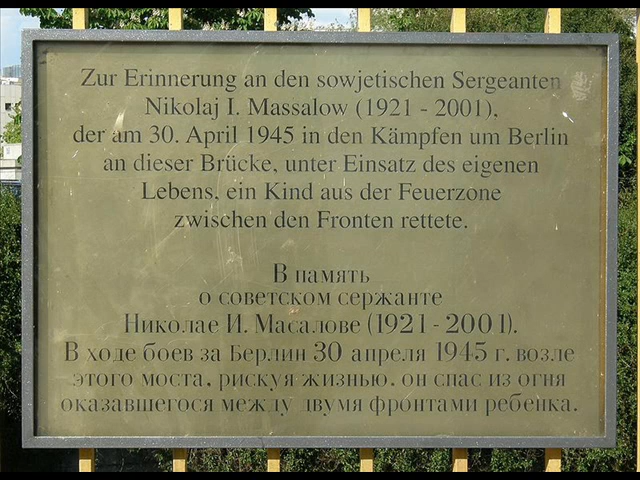 Zur Erinnerung an den sowjetischen Sergeanten
Nikolaj I. Massalow (1921 - 2001),
der am 30. April 1945 in den Kämpfen um Berlin
an dieser Brücke, unter Einsatz des eigenen
Lebens, ein Kind aus der Feuerzone
zwischen den Fronten rettete.
В память
о советском сержанте
Николае И. Масалове (1921 - 2001).
В ходе боев за Берлин 30 апреля 1945 г. возле
этого моста, рискуя жизнью, он спас из огня
оказавшегося между двумя фронтами ребенка.